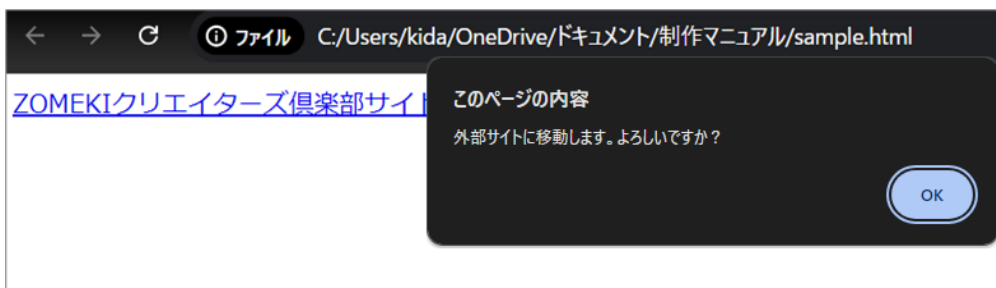 ファイル C:/Users/kida/OneDrive/ドキュメント/制作マニュアル/sample.html
ZOMEKIクリエイターズ倶楽部サイト
このページの内容
外部サイトに移動します。よろしいですか？
OK